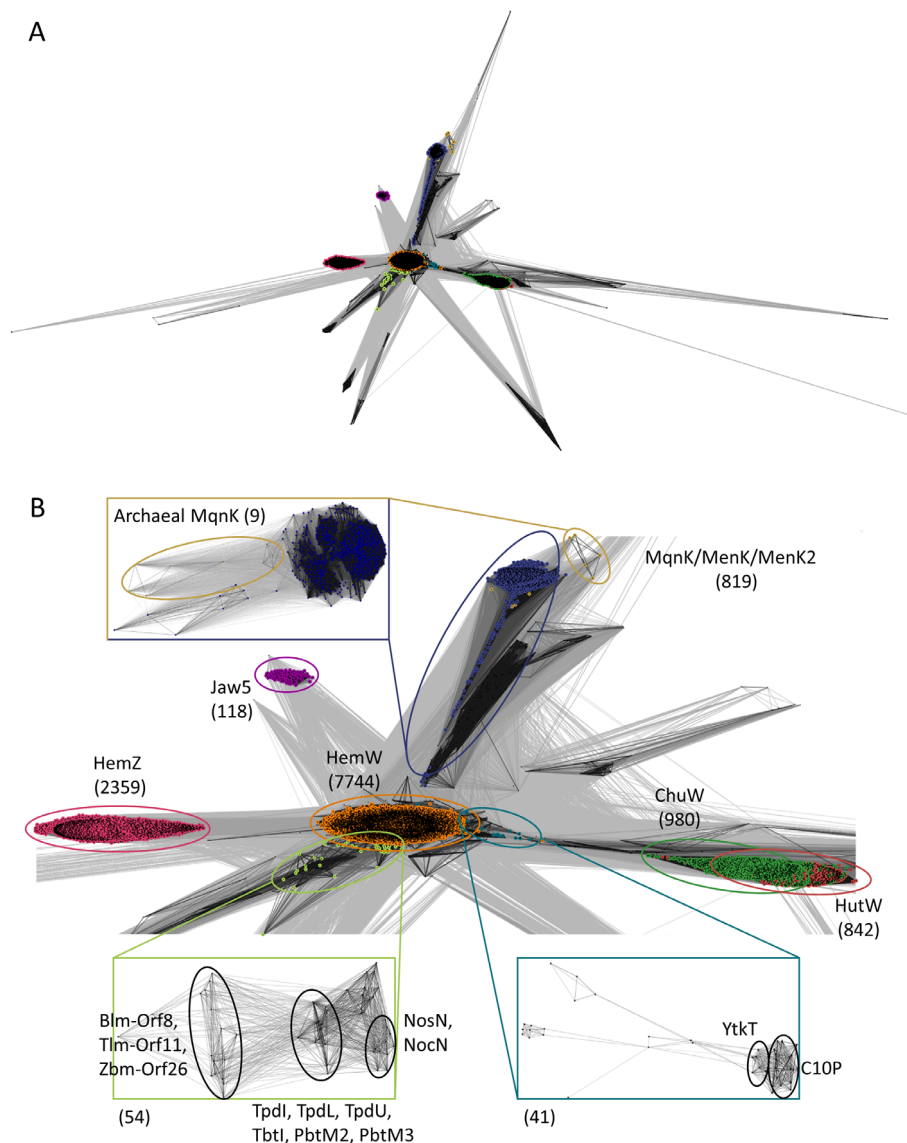 A
B
Archaeal MqnK (9)
MqnK/MenK/MenK2
(819)
Jaw5
(118)
HemZ
(2359)
HemW
(7744)
ChuW
(980)
HutW
(842)
Blm-Orf8,
Tlm-Orf11,
Zbm-Orf26
NosN,
NocN
(54)
TpdI, TpdL, TpdU,
TbtI, PbtM2, PbtM3
YtkT
C10P
(41)